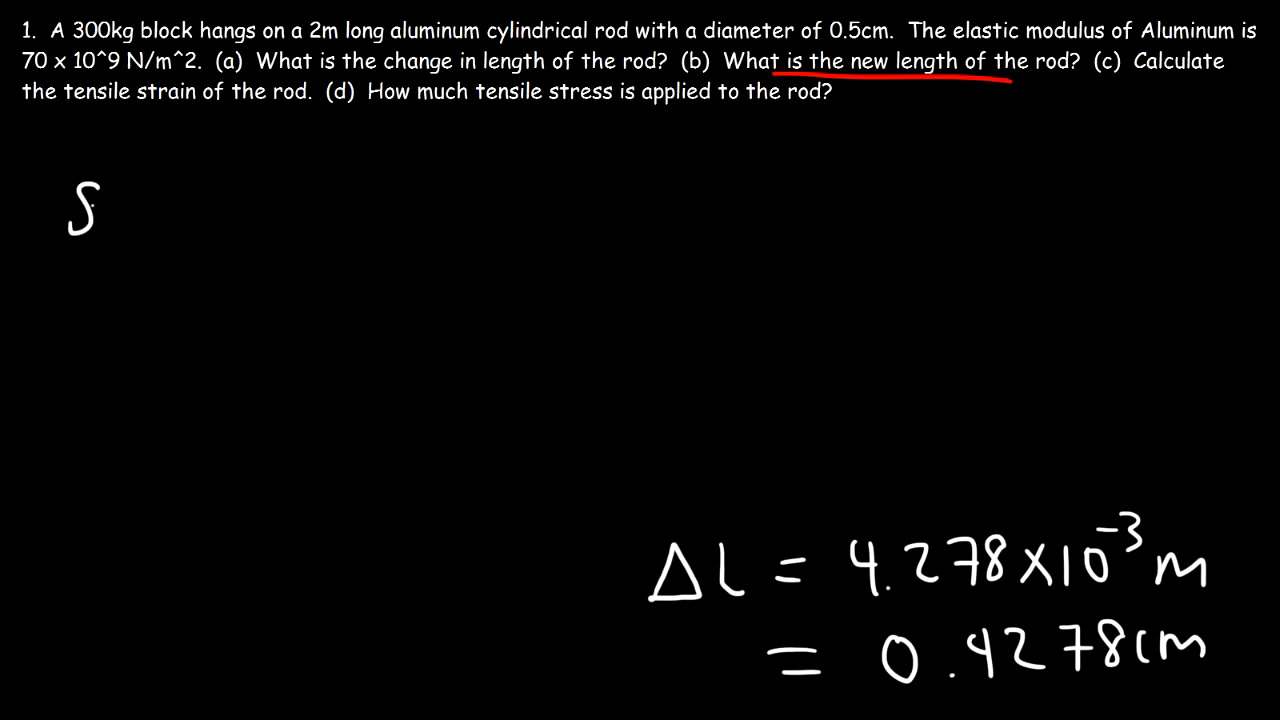 1. A 300kg block hangs on a 2m long aluminum cylindrical rod with a diameter of 0.5cm. The elastic modulus of Aluminum is
70 x 10^9 N/m^2. (a) What is the change in length of the rod? (b) What is the new length of the rod? (c) Calculate
the tensile strain of the rod. (d) How much tensile stress is applied to the rod?
S
ΔL = 4.278×10⁻³ m
= 0.4278cm